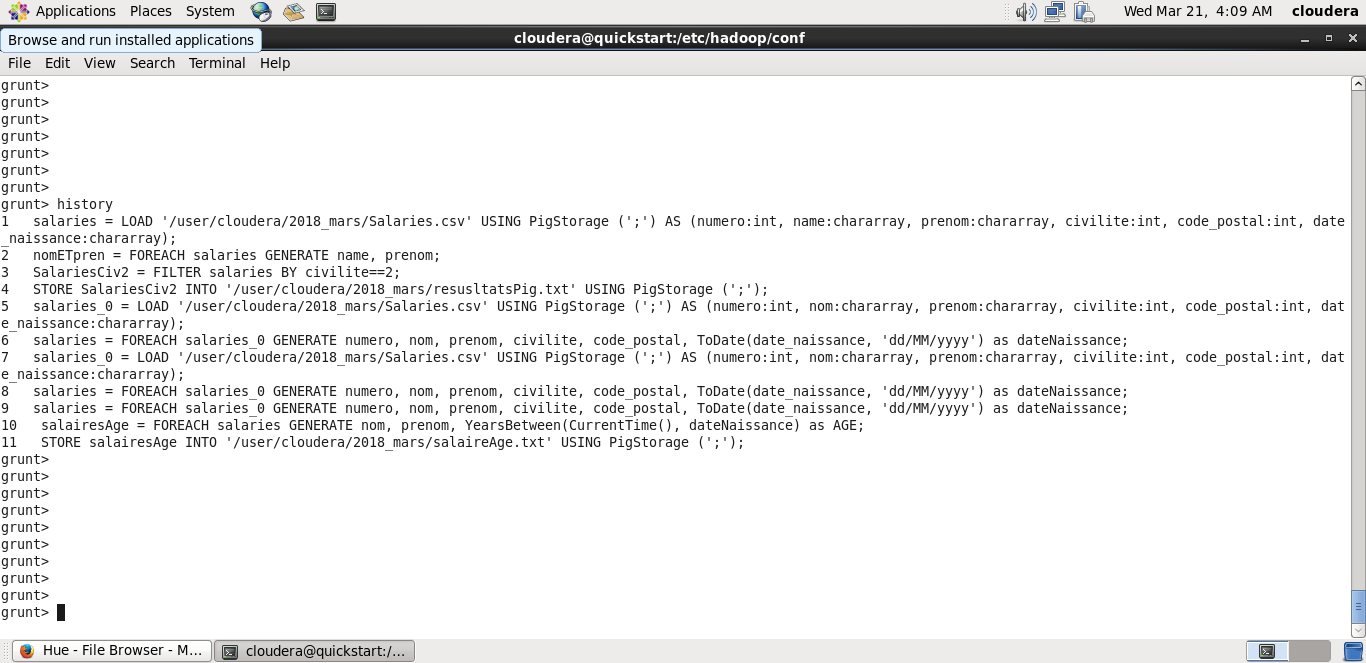 Applications Places System Wed Mar 21, 4:09 AM cloudera
Browse and run installed applications
cloudera@quickstart:/etc/hadoop/conf
File Edit View Search Terminal Help
grunt>
grunt>
grunt>
grunt>
grunt>
grunt>
grunt>
grunt> history
1 salaries = LOAD '/user/cloudera/2018_mars/Salaries.csv' USING PigStorage (';') AS (numero:int, name:chararray, prenom:chararray, civilite:int, code_postal:int, date
_naissance:chararray);
2 nomETpren = FOREACH salaries GENERATE name, prenom;
3 SalariesCiv2 = FILTER salaries BY civilite==2;
4 STORE SalariesCiv2 INTO '/user/cloudera/2018_mars/resusltatsPig.txt' USING PigStorage (';');
5 salaries_0 = LOAD '/user/cloudera/2018_mars/Salaries.csv' USING PigStorage (';') AS (numero:int, nom:chararray, prenom:chararray, civilite:int, code_postal:int, dat
e_naissance:chararray);
6 salaries = FOREACH salaries_0 GENERATE numero, nom, prenom, civilite, code_postal, ToDate(date_naissance, 'dd/MM/yyyy') as dateNaissance;
7 salaries_0 = LOAD '/user/cloudera/2018_mars/Salaries.csv' USING PigStorage (';') AS (numero:int, nom:chararray, prenom:chararray, civilite:int, code_postal:int, dat
e_naissance:chararray);
8 salaries = FOREACH salaries_0 GENERATE numero, nom, prenom, civilite, code_postal, ToDate(date_naissance, 'dd/MM/yyyy') as dateNaissance;
9 salaries = FOREACH salaries_0 GENERATE numero, nom, prenom, civilite, code_postal, ToDate(date_naissance, 'dd/MM/yyyy') as dateNaissance;
10 salairesAge = FOREACH salaries GENERATE nom, prenom, YearsBetween(CurrentTime(), dateNaissance) as AGE;
11 STORE salairesAge INTO '/user/cloudera/2018_mars/salaireAge.txt' USING PigStorage (';');
grunt>
grunt>
grunt>
grunt>
grunt>
grunt>
grunt>
grunt>
grunt>
grunt>
Hue - File Browser - M... cloudera@quickstart:/...